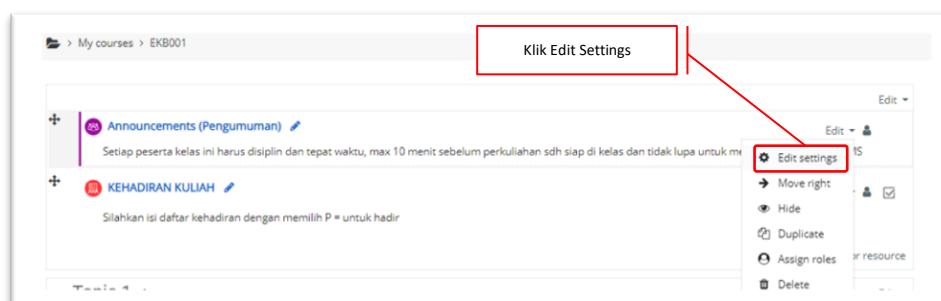 > My courses > EKB001
Klik Edit Settings
Edit
Announcements (Pengumuman)
Edit
Setiap peserta kelas ini harus disiplin dan tepat waktu, max 10 menit sebelum perkuliahan sdh siap di kelas dan tidak lupa untuk
Edit settings
Move right
KEHADIRAN KULIAH
Hide
Silahkan isi daftar kehadiran dengan memilih P = untuk hadir
Duplicate
Assign roles
resource
Delete